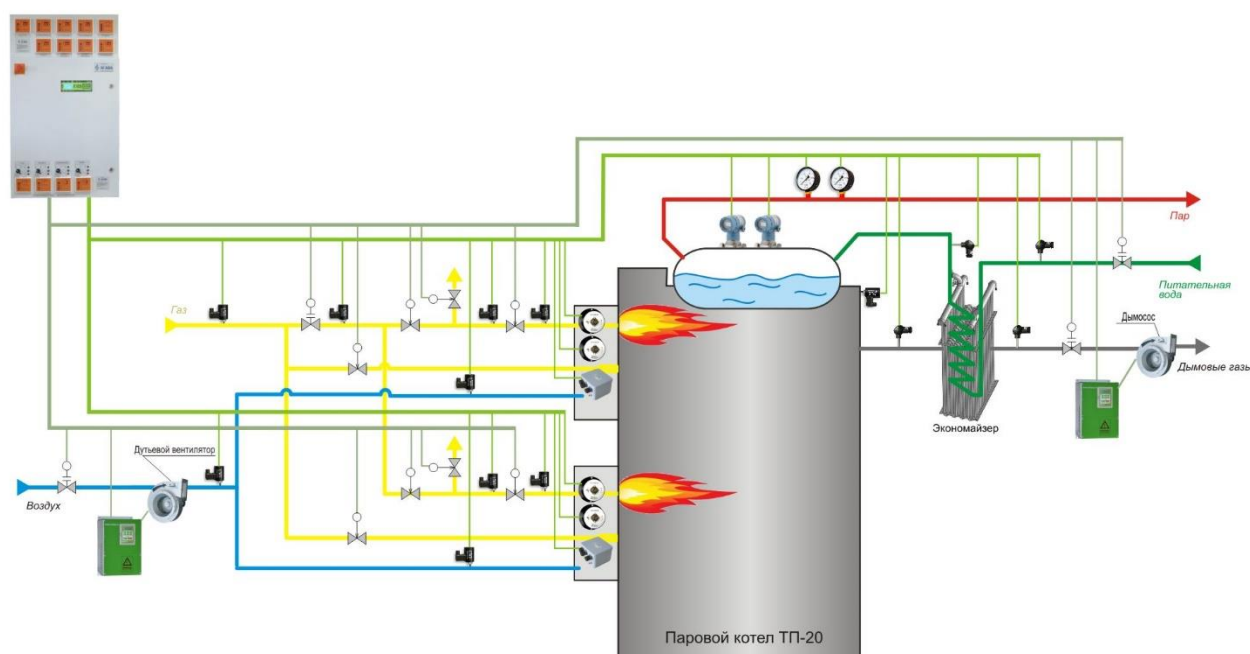 Пар
Питательная
вода
Газ
Дымосос
Дымовые газы
Экономайзер
Дутьевой вентилятор
Воздух
Паровой котел ТП-20